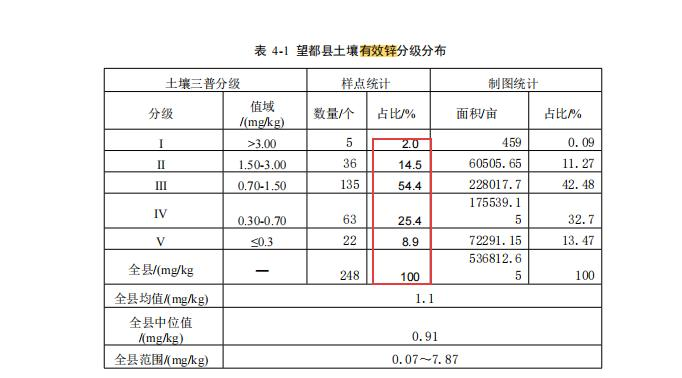 表 4-1 望都县土壤有效锌分级分布
土壤三普分级 样点统计 制图统计
分级 值域/(mg/kg) 数量/个 占比/% 面积/亩 占比/%
I >3.00 5 2.0 459 0.09
II 1.50-3.00 36 14.5 60505.65 11.27
III 0.70-1.50 135 54.4 228017.7 42.48
IV 0.30-0.70 63 25.4 175539.15 32.7
V ≤0.3 22 8.9 72291.15 13.47
全县/(mg/kg — 248 100 536812.65 100
全县均值/(mg/kg) 1.1
全县中位值/(mg/kg) 0.91
全县范围/(mg/kg) 0.07～7.87